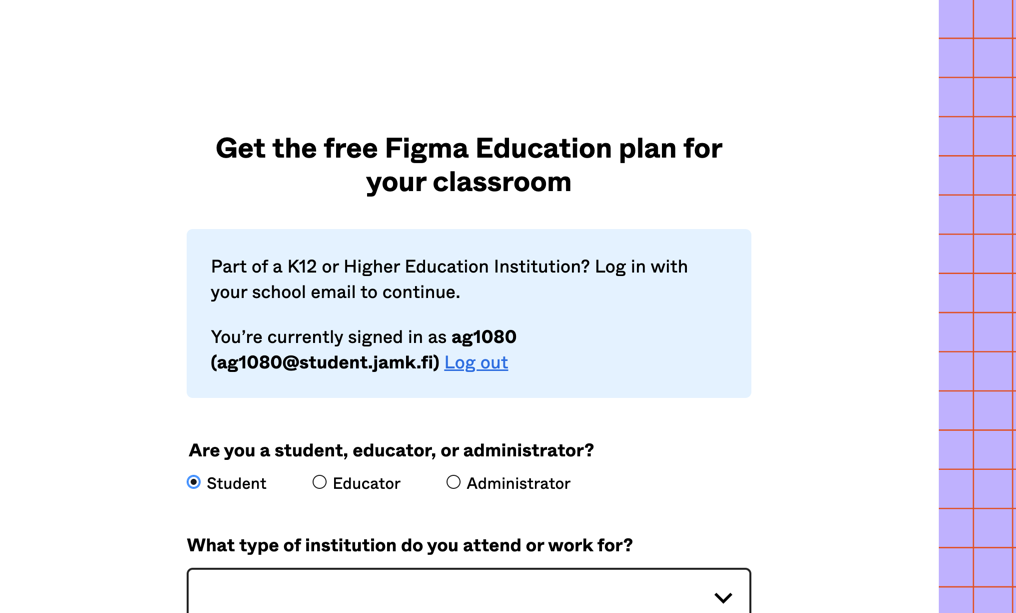 Get the free Figma Education plan for
your classroom
Part of a K12 or Higher Education Institution? Log in with
your school email to continue.
You’re currently signed in as ag1080
(ag1080@student.jamk.fi) Log out
Are you a student, educator, or administrator?
Student Educator Administrator
What type of institution do you attend or work for?